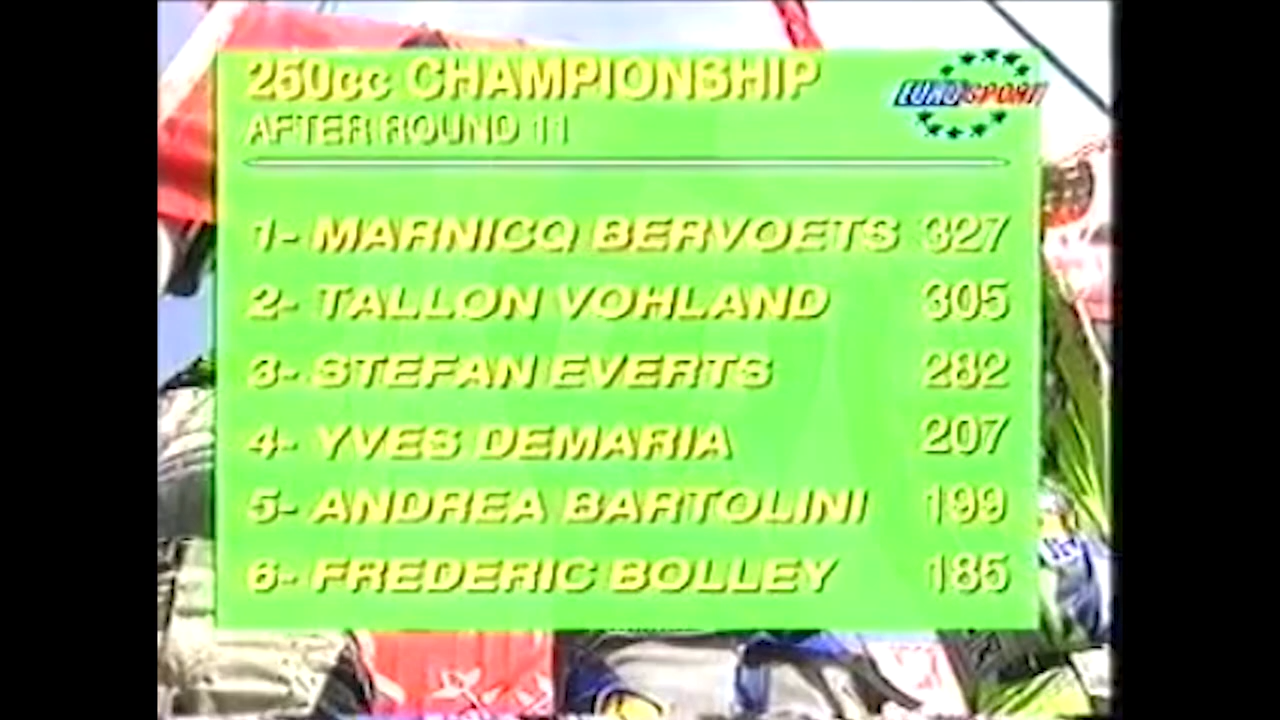 250cc CHAMPIONSHIP
EUROSPORT
AFTER ROUND 11
1- MARNICQ BERVOETS 327
2- TALLON VOHLAND 305
3- STEFAN EVERTS 282
4- YVES DEMARIA 207
5- ANDREA BARTOLINI 199
6- FREDERIC BOLLEY 185